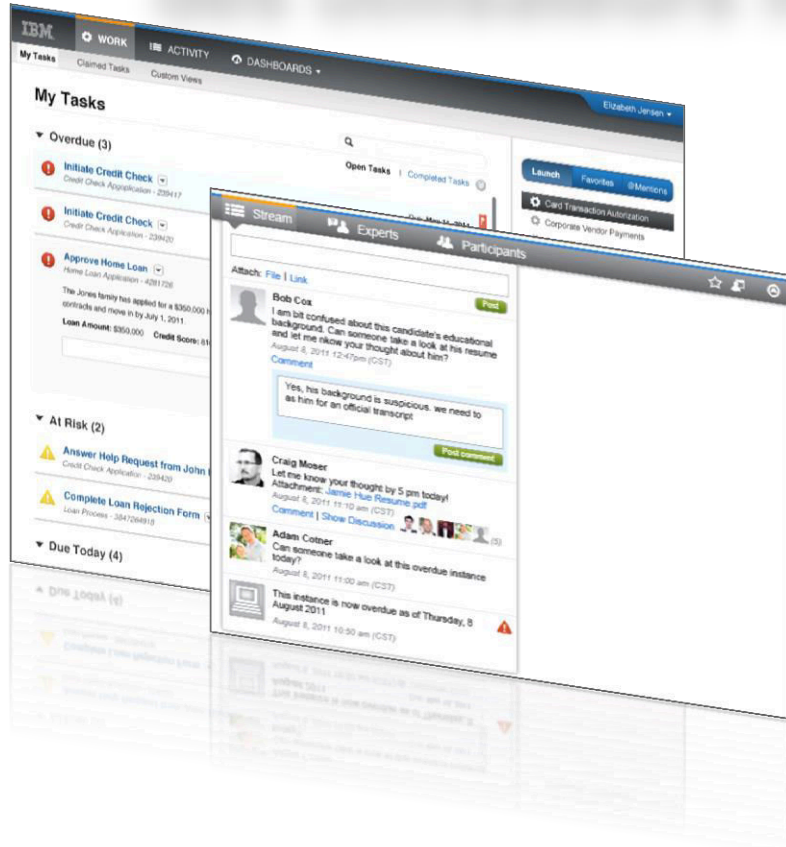 IBM
WORK
ACTIVITY
DASHBOARDS
Elizabeth Jensen
My Tasks
Claimed Tasks
Custom Views
My Tasks
Overdue (3)
Open Tasks | Completed Tasks
Initiate Credit Check
Credit Check Application - 239417
Initiate Credit Check
Credit Check Application - 239420
Approve Home Loan
Home Loan Application - 4281726
The Jones family has applied for a $350,000
contracts and move in by July 1, 2011.
Loan Amount: $350,000 Credit Score:
At Risk (2)
Answer Help Request from John
Credit Check Application - 239420
Complete Loan Rejection Form
Loan Process - 3847264918
Due Today (4)
Launch
Favorites
@Mentions
Card Transaction Autorization
Corporate Vendor Payments
Stream
Experts
Participants
Attach: File | Link
Post
Bob Cox
I am bit confused about this candidate's educational
background. Can someone take a look at his resume
and let me nkow your thought about him?
August 8, 2011 12:47pm (CST)
Comment
Yes, his background is suspicious. we need to
as him for an official transcript
Post comment
Craig Moser
Let me know your thought by 5 pm today!
Attachment: Jamie Hue Resume.pdf
August 8, 2011 11:10 am (CST)
Comment | Show Discussion
(5)
Adam Cotner
Can someone take a look at this overdue instance
today?
August 8, 2011 11:00 am (CST)
This instance is now overdue as of Thursday, 8
August 2011
August 8, 2011 10:50 am (CST)